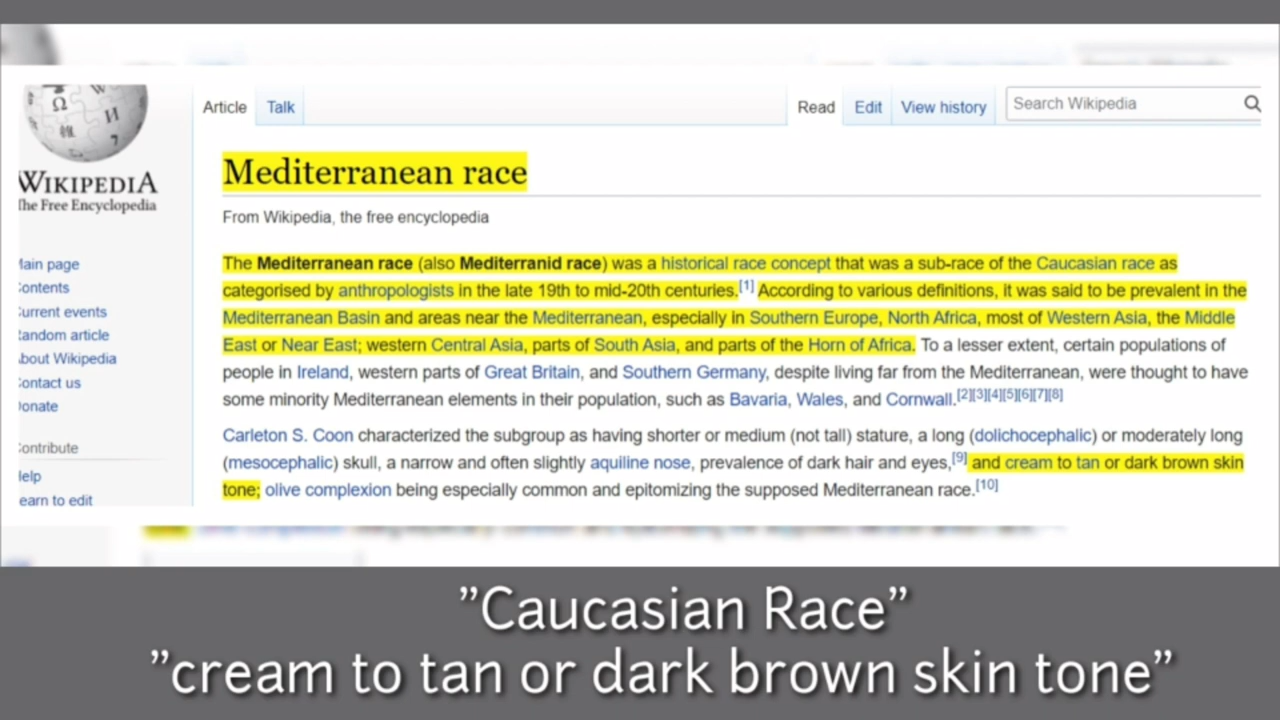 Article
Talk
Read
Edit
View history
Search Wikipedia
WIKIPEDIA
The Free Encyclopedia
Mediterranean race
From Wikipedia, the free encyclopedia
Main page
Contents
Current events
Random article
About Wikipedia
Contact us
Donate
Contribute
Help
Learn to edit
The Mediterranean race (also Mediterranid race) was a historical race concept that was a sub-race of the Caucasian race as
categorised by anthropologists in the late 19th to mid-20th centuries.[1] According to various definitions, it was said to be prevalent in the
Mediterranean Basin and areas near the Mediterranean, especially in Southern Europe, North Africa, most of Western Asia, the Middle
East or Near East; western Central Asia, parts of South Asia, and parts of the Horn of Africa. To a lesser extent, certain populations of
people in Ireland, western parts of Great Britain, and Southern Germany, despite living far from the Mediterranean, were thought to have
some minority Mediterranean elements in their population, such as Bavaria, Wales, and Cornwall.[2][3][4][5][6][7][8]
Carleton S. Coon characterized the subgroup as having shorter or medium (not tall) stature, a long (dolichocephalic) or moderately long
(mesocephalic) skull, a narrow and often slightly aquiline nose, prevalence of dark hair and eyes,[9] and cream to tan or dark brown skin
tone; olive complexion being especially common and epitomizing the supposed Mediterranean race.[10]
"Caucasian Race"
"cream to tan or dark brown skin tone"